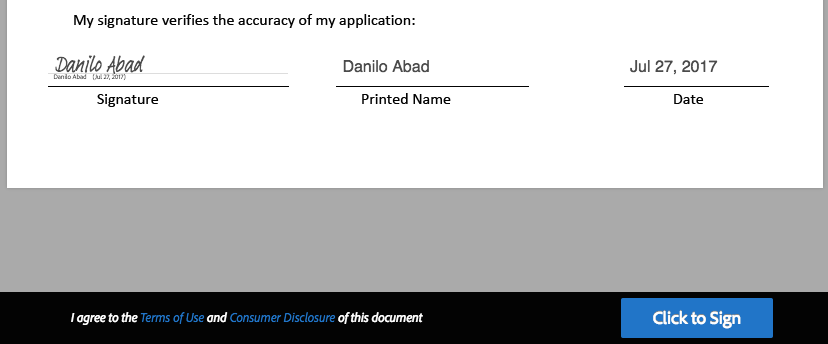 My signature verifies the accuracy of my application:
Danilo Abad Danilo Abad Jul 27, 2017
Danilo Abad (Jul 27, 2017)
Signature Printed Name Date
I agree to the Terms of Use and Consumer Disclosure of this document Click to Sign